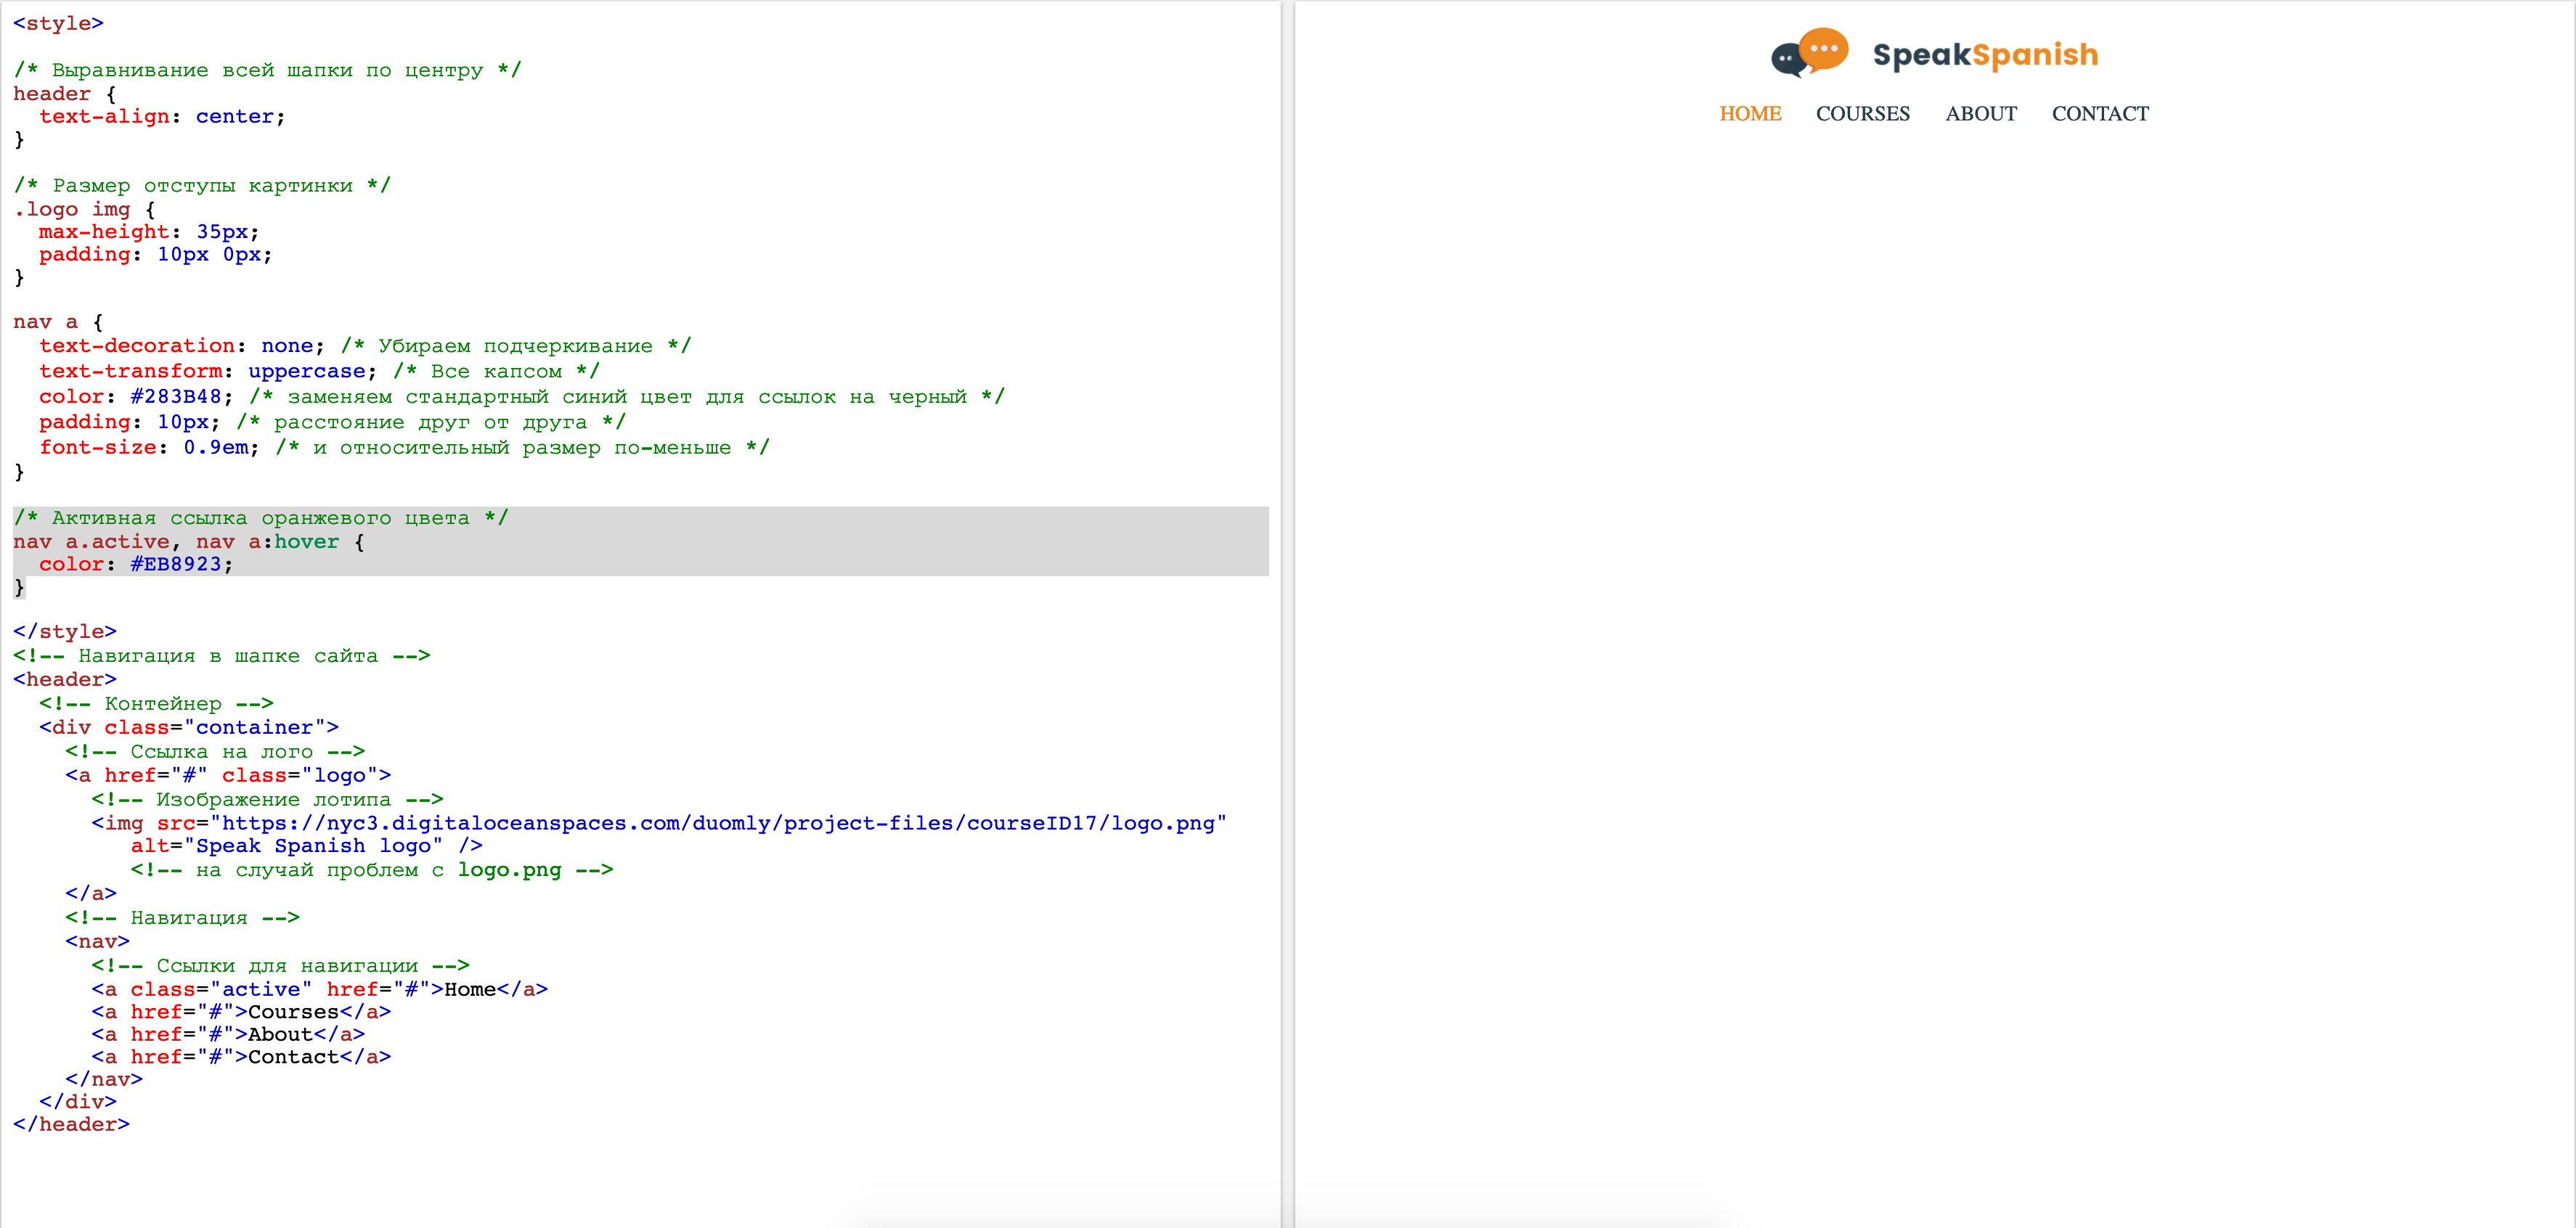 <style>
/* Выравнивание всей шапки по центру */
header {
  text-align: center;
}
/* Размер отступы картинки */
.logo img {
  max-height: 35px;
  padding: 10px 0px;
}
nav a {
  text-decoration: none; /* Убираем подчеркивание */
  text-transform: uppercase; /* Все капсом */
  color: #283B48; /* заменяем стандартный синий цвет для ссылок на черный */
  padding: 10px; /* расстояние друг от друга */
  font-size: 0.9em; /* и относительный размер по-меньше */
}
/* Активная ссылка оранжевого цвета */
nav a.active, nav a:hover {
  color: #EB8923;
}
</style>
<!-- Навигация в шапке сайта -->
<header>
  <!-- Контейнер -->
  <div class="container">
    <!-- Ссылка на лого -->
    <a href="#" class="logo">
      <!-- Изображение лотипа -->
      <img src="https://nyc3.digitaloceanspaces.com/duomly/project-files/courseID17/logo.png"
         alt="Speak Spanish logo" />
         <!-- на случай проблем с logo.png -->
    </a>
    <!-- Навигация -->
    <nav>
      <!-- Ссылки для навигации -->
      <a class="active" href="#">Home</a>
      <a href="#">Courses</a>
      <a href="#">About</a>
      <a href="#">Contact</a>
    </nav>
  </div>
</header>
SpeakSpanish
HOME COURSES ABOUT CONTACT